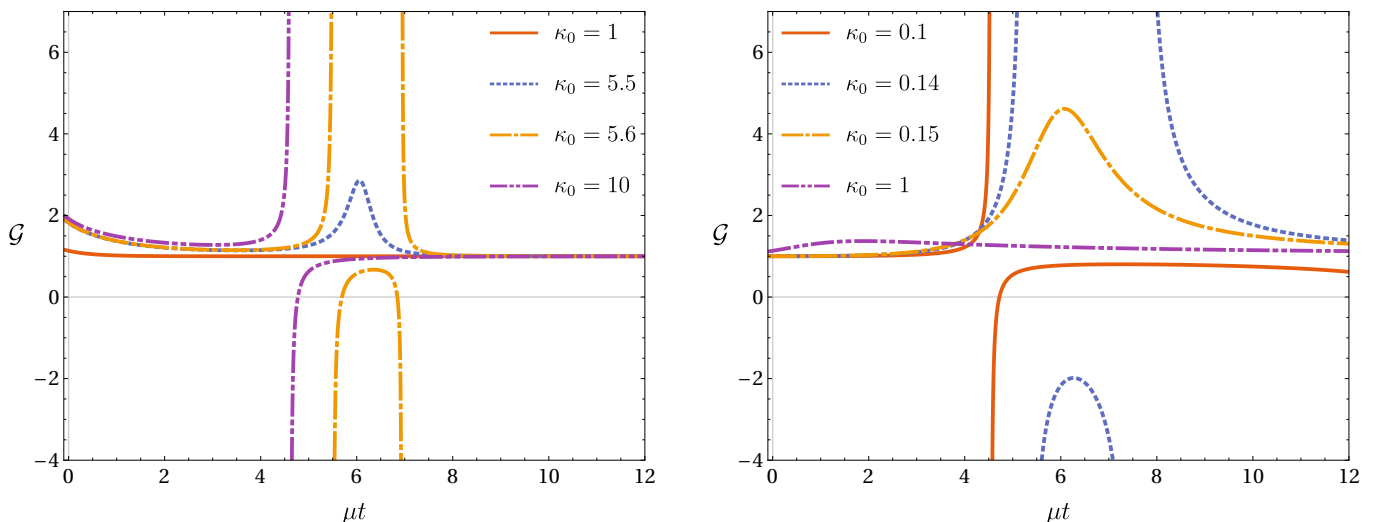 κ₀ = 1
κ₀ = 5.5
κ₀ = 5.6
κ₀ = 10
6
4
2
0
−2
−4
𝒢
0 2 4 6 8 10 12
μt
κ₀ = 0.1
κ₀ = 0.14
κ₀ = 0.15
κ₀ = 1
6
4
2
0
−2
−4
𝒢
0 2 4 6 8 10 12
μt